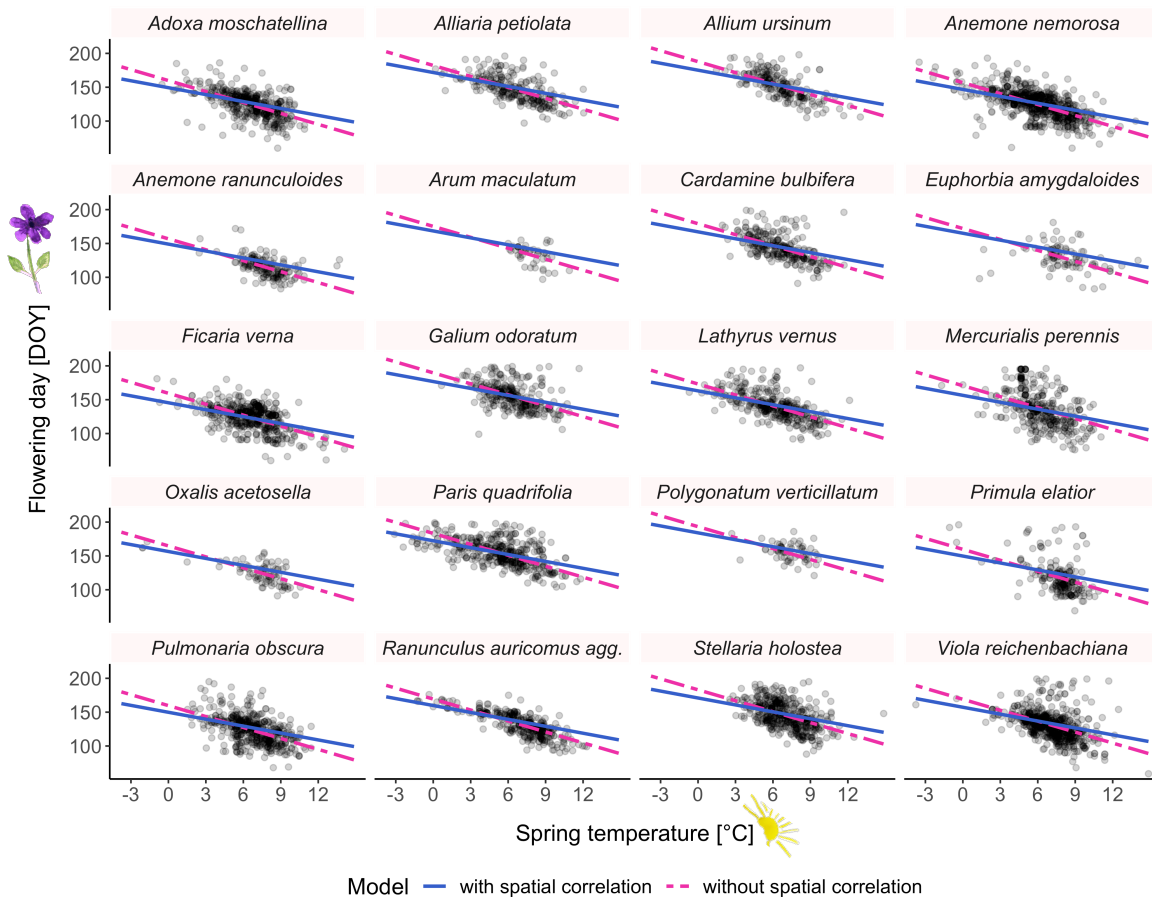 Adoxa moschatellina Alliaria petiolata Allium ursinum Anemone nemorosa
200
150
100
Anemone ranunculoides Arum maculatum Cardamine bulbifera Euphorbia amygdaloides
200
150
100
Ficaria verna Galium odoratum Lathyrus vernus Mercurialis perennis
200
150
100
Oxalis acetosella Paris quadrifolia Polygonatum verticillatum Primula elatior
200
150
100
Pulmonaria obscura Ranunculus auricomus agg. Stellaria holostea Viola reichenbachiana
200
150
100
Flowering day [DOY]
-3 0 3 6 9 12 -3 0 3 6 9 12 -3 0 3 6 9 12 -3 0 3 6 9 12
Spring temperature [°C]
Model with spatial correlation without spatial correlation